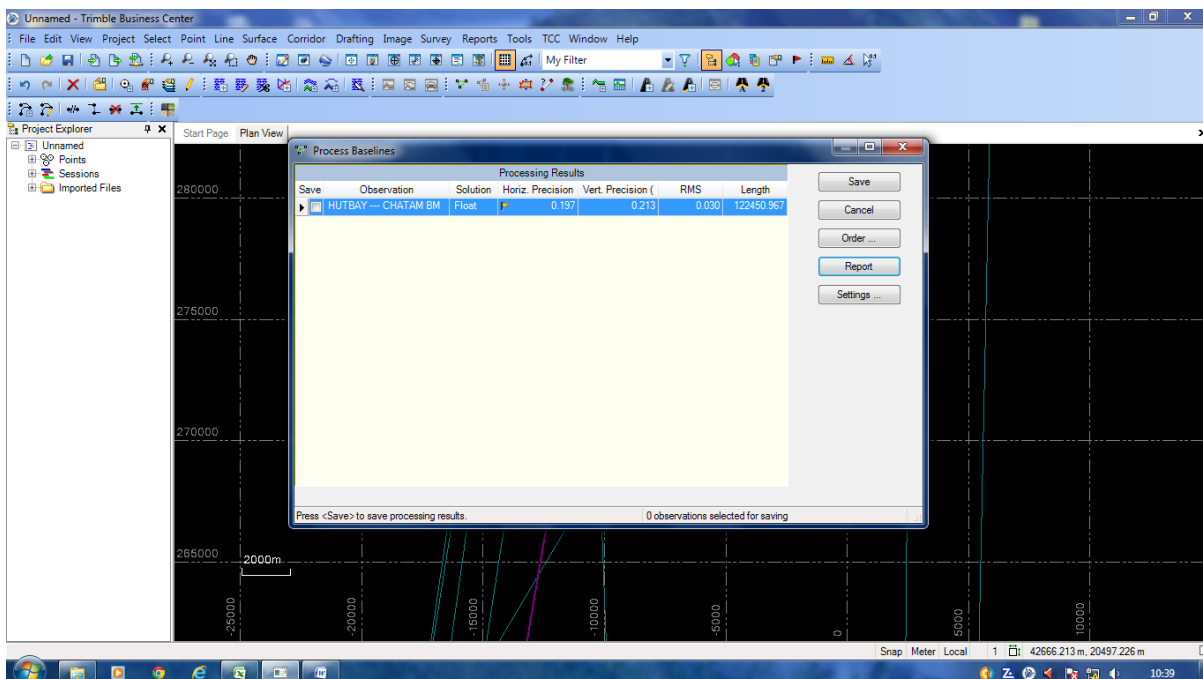 Unnamed - Trimble Business Center
File Edit View Project Select Point Line Surface Corridor Drafting Image Survey Reports Tools TCC Window Help
My Filter
Project Explorer
Start Page Plan View
Unnamed
Points
Sessions
Imported Files
Process Baselines
Processing Results
Save Observation Solution Horiz. Precision Vert. Precision ( RMS Length
HUTBAY --- CHATAM BM Float 0.197 0.213 0.030 122450.967
Save
Cancel
Order ...
Report
Settings ...
Press <Save> to save processing results. 0 observations selected for saving
280000
275000
270000
265000
2000m
-25000
-20000
-15000
-10000
-5000
0
5000
10000
Snap Meter Local 1 42666.213 m, 20497.226 m
10:39